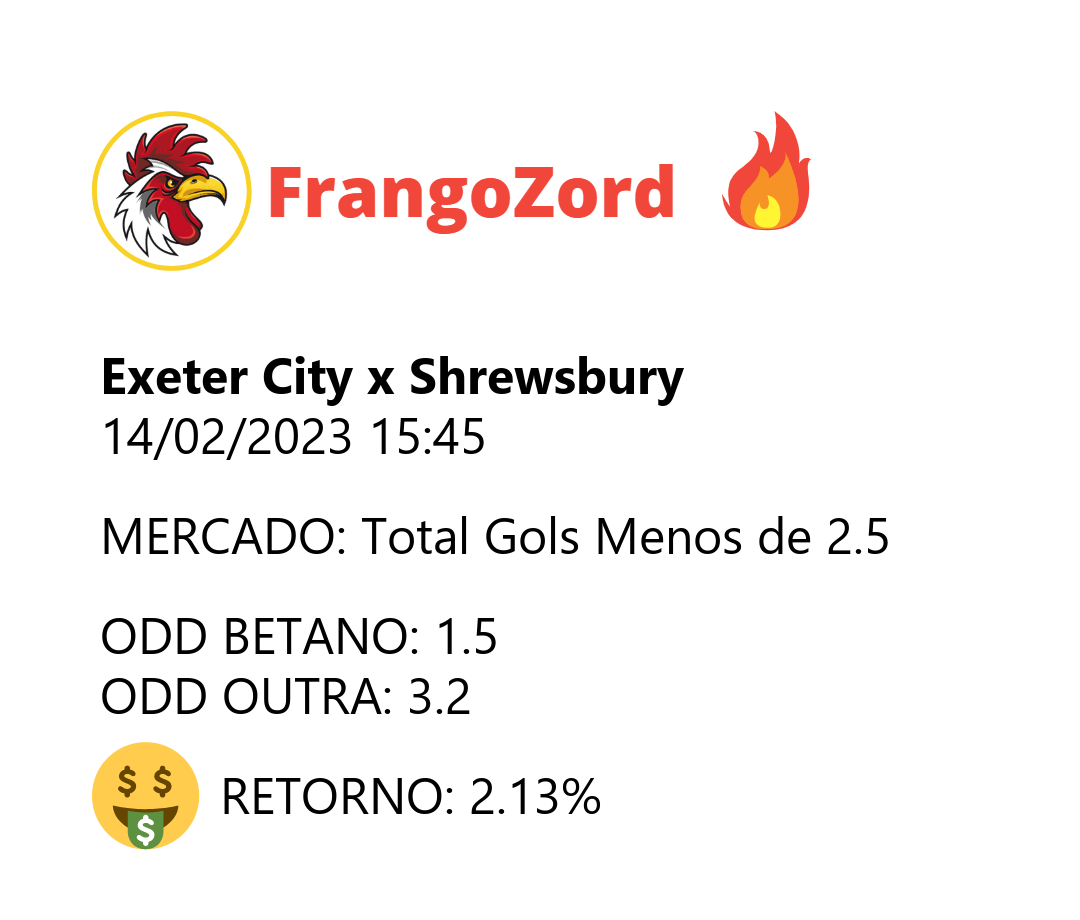 FrangoZord
Exeter City x Shrewsbury
14/02/2023 15:45
MERCADO: Total Gols Menos de 2.5
ODD BETANO: 1.5
ODD OUTRA: 3.2
RETORNO: 2.13%